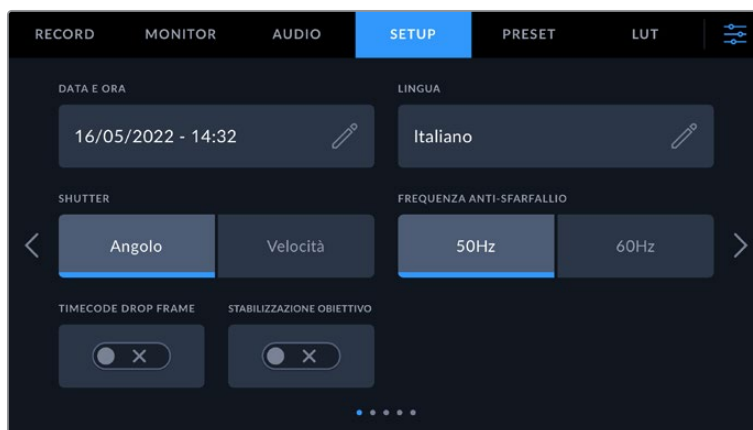 RECORD MONITOR AUDIO SETUP PRESET LUT
DATA E ORA
16/05/2022 - 14:32
LINGUA
Italiano
SHUTTER
Angolo Velocità
FREQUENZA ANTI-SFARFALLIO
50Hz 60Hz
TIMECODE DROP FRAME
STABILIZZAZIONE OBIETTIVO